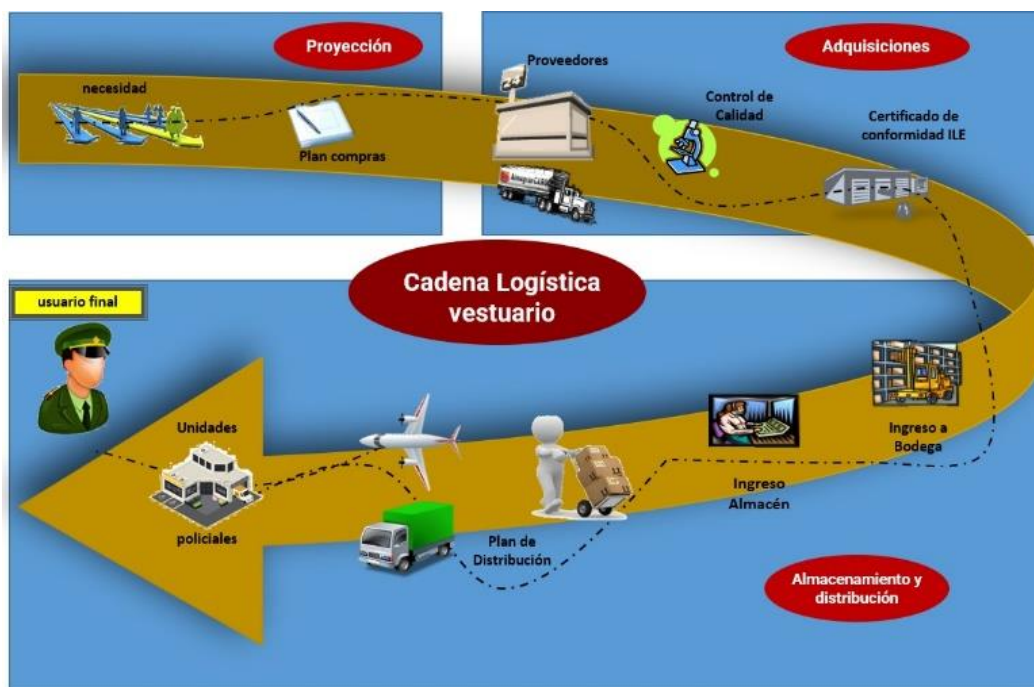 Proyección
Adquisiciones
necesidad
Plan compras
Proveedores
Control de
Calidad
Certificado de
conformidad ILE
Cadena Logística
vestuario
usuario final
Unidades
policiales
Plan de
Distribución
Ingreso
Almacén
Ingreso a
Bodega
Almacenamiento y
distribución